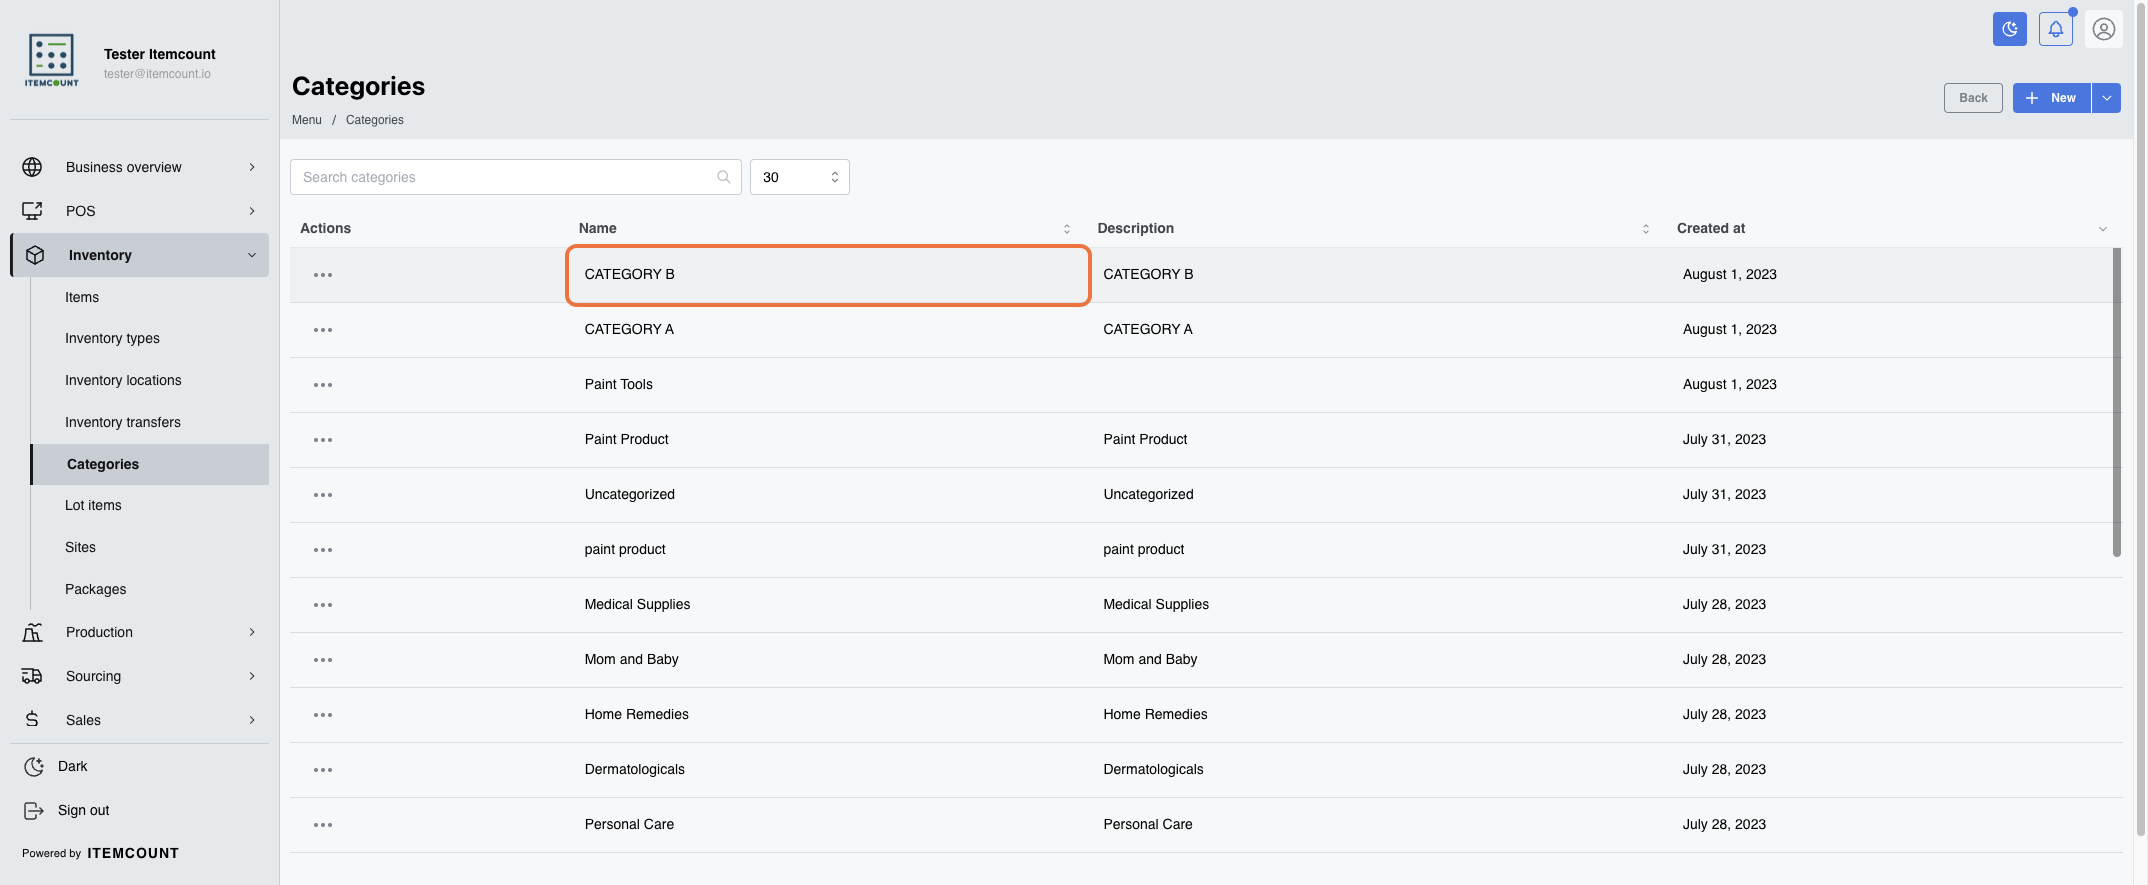 ITEMCOUNT
Tester Itemcount
tester@itemcount.io
Business overview
POS
Inventory
Items
Inventory types
Inventory locations
Inventory transfers
Categories
Lot items
Sites
Packages
Production
Sourcing
Sales
Dark
Sign out
Powered by ITEMCOUNT
Categories
Menu / Categories
Back
New
Search categories
30
Actions Name Description Created at
CATEGORY B CATEGORY B August 1, 2023
CATEGORY A CATEGORY A August 1, 2023
Paint Tools August 1, 2023
Paint Product Paint Product July 31, 2023
Uncategorized Uncategorized July 31, 2023
paint product paint product July 31, 2023
Medical Supplies Medical Supplies July 28, 2023
Mom and Baby Mom and Baby July 28, 2023
Home Remedies Home Remedies July 28, 2023
Dermatologicals Dermatologicals July 28, 2023
Personal Care Personal Care July 28, 2023